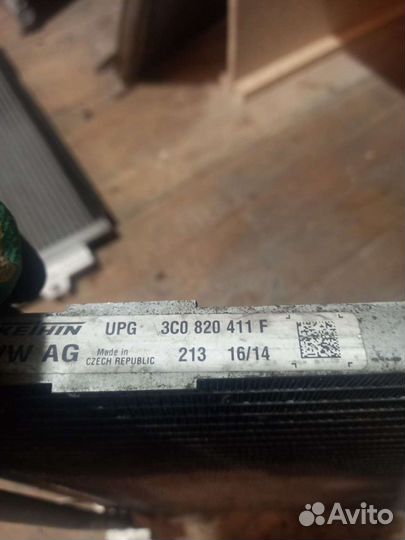 KEIHIN UPG 3C0 820 411 F
VW AG Made in CZECH REPUBLIC 213 16/14
Avito